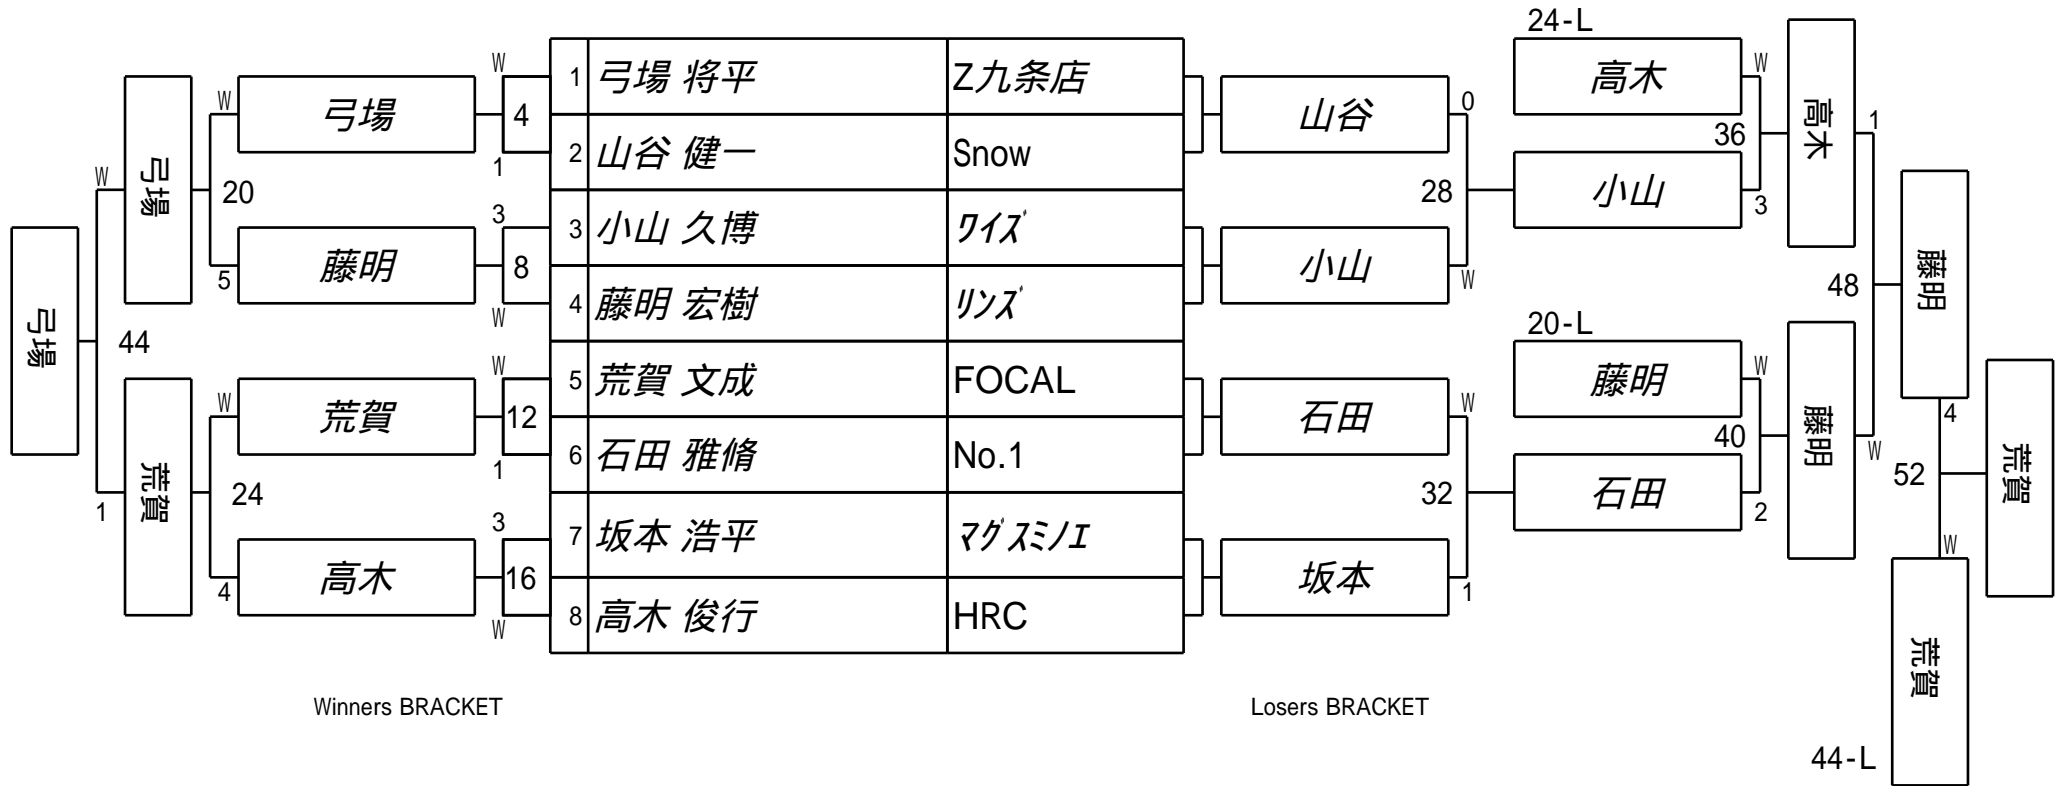 24-L
W
1 弓場 将平 Z九条店
高木
W
W
弓場
4
山谷
0
高木
1
36
2 山谷 健一 Snow
1
W
弓場
20
28
小山
3
藤明
3
3 小山 久博 ワイズ
弓場
藤明
8
小山
5
W
48
4 藤明 宏樹 リンズ
W
44
20-L
W
5 荒賀 文成 FOCAL
藤明
W
W
荒賀
12
石田
W
藤明
4
40
6 石田 雅脩 No.1
1
W
荒賀
荒賀
24
32
石田
2
52
1
3
7 坂本 浩平 マグスミノエ
高木
16
坂本
W
4
1
8 高木 俊行 HRC
W
荒賀
Winners BRACKET
Losers BRACKET
44-L